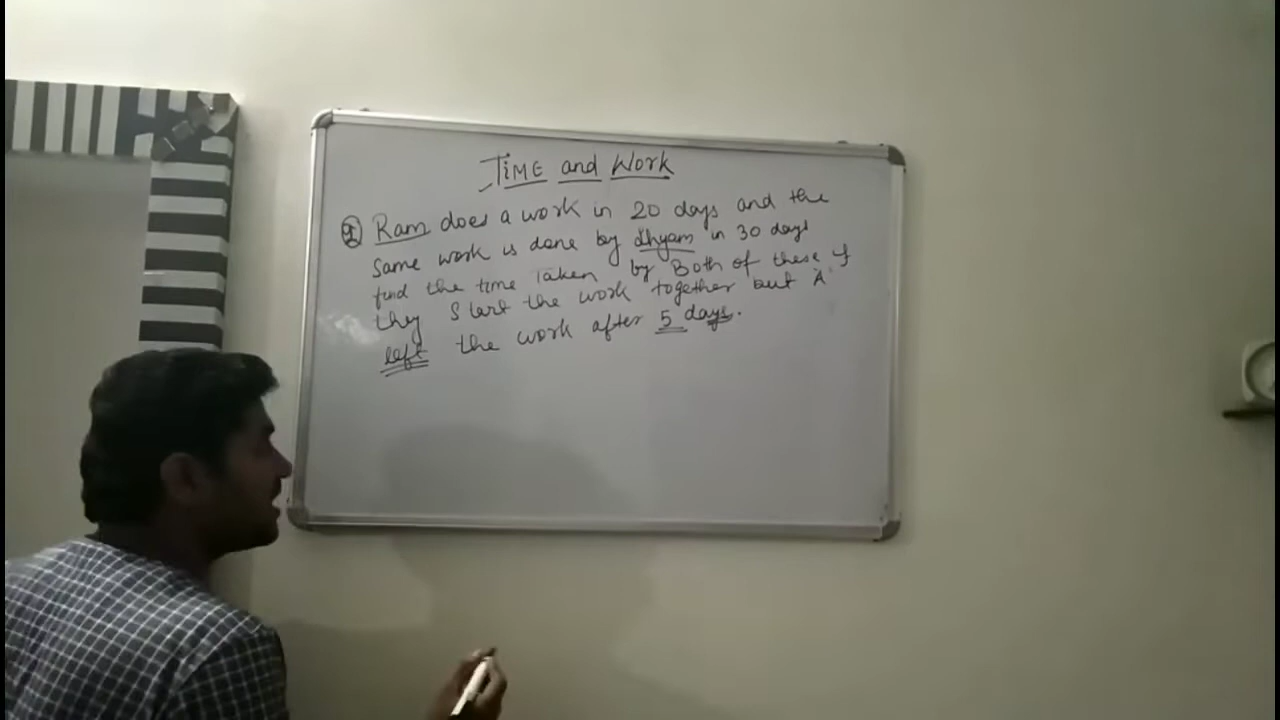 TIME and WORK
Q Ram does a work in 20 days and the
same work is done by Shyam in 30 days
find the time Taken by Both of these if
they Start the work together but A
left the work after 5 days.